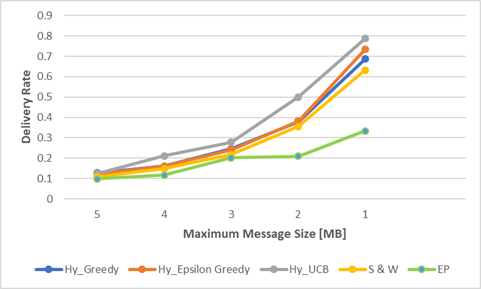 0.9
0.8
0.7
0.6
0.5
0.4
0.3
0.2
0.1
0
Delivery Rate
5 4 3 2 1
Maximum Message Size [MB]
Hy_Greedy Hy_Epsilon Greedy Hy_UCB S & W EP